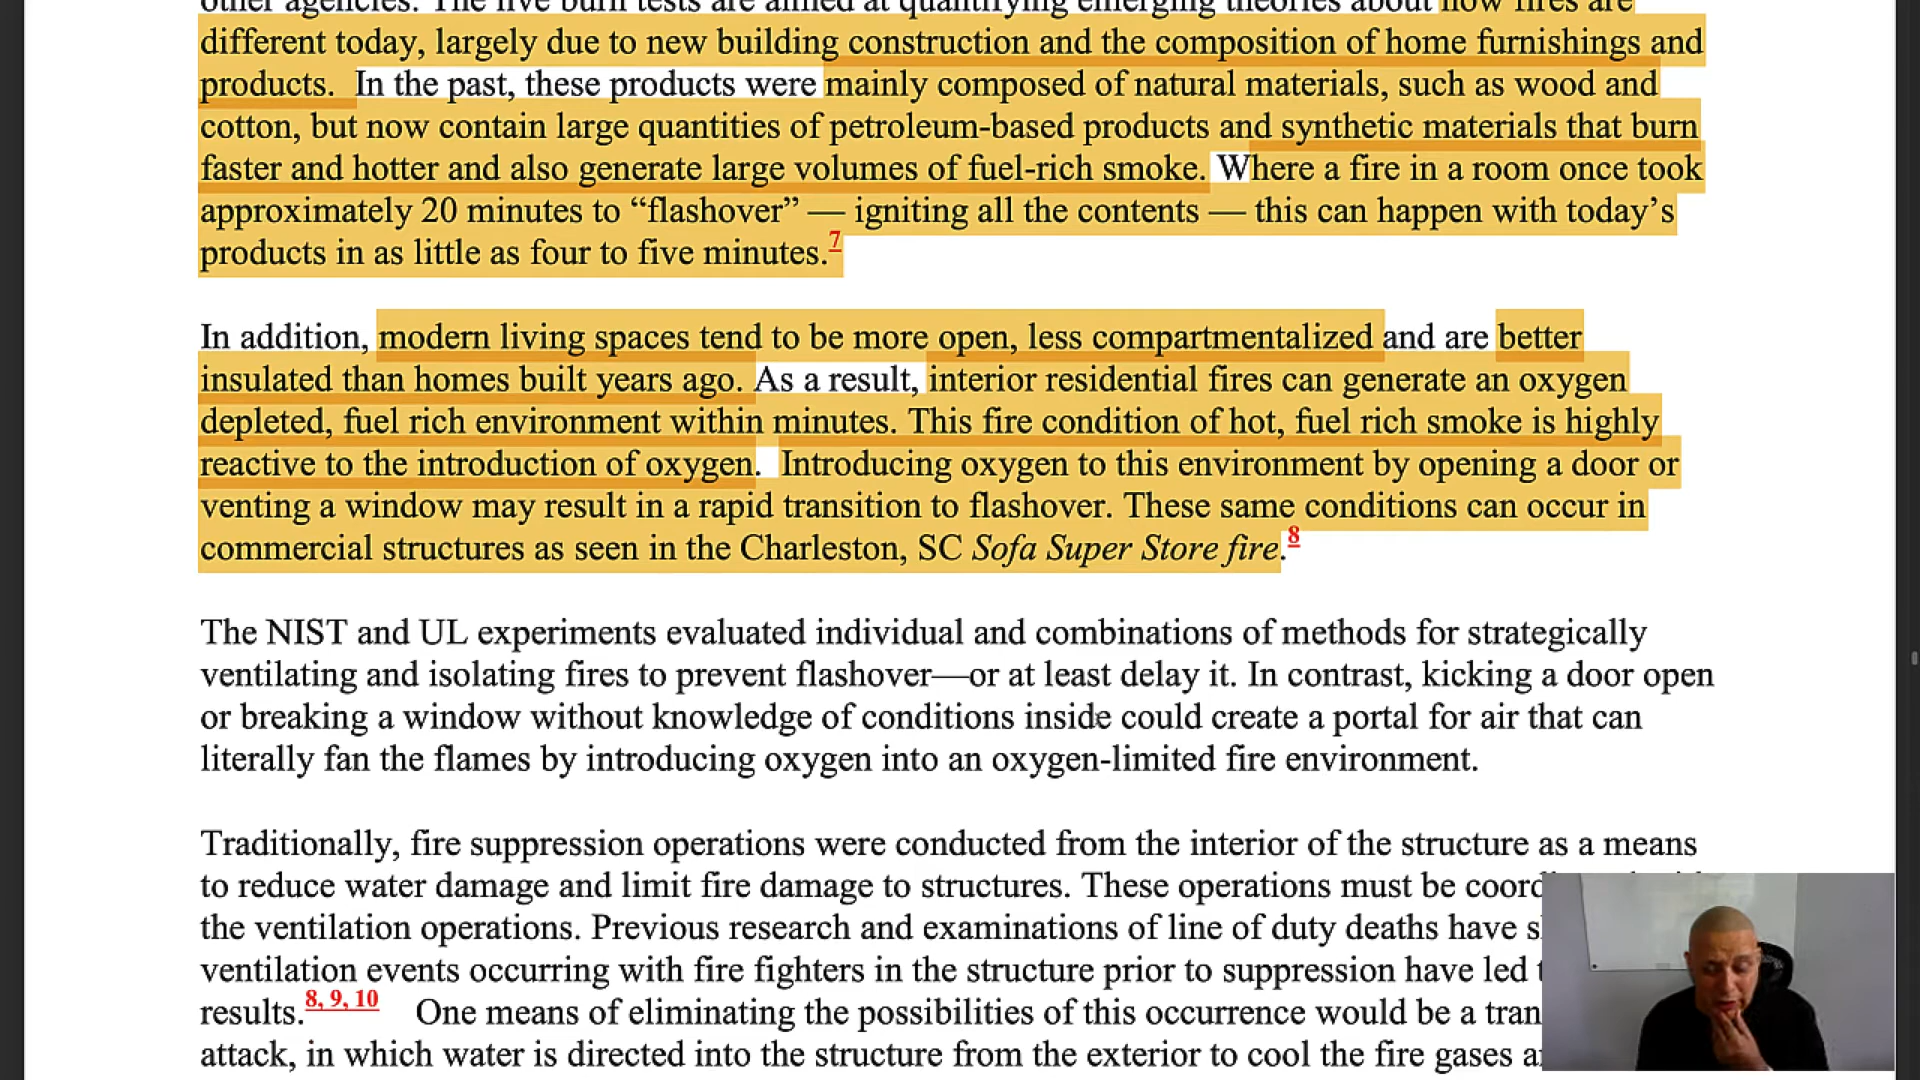 other agencies. The five burn tests are aimed at quantifying emerging theories about how fires are
different today, largely due to new building construction and the composition of home furnishings and
products. In the past, these products were mainly composed of natural materials, such as wood and
cotton, but now contain large quantities of petroleum-based products and synthetic materials that burn
faster and hotter and also generate large volumes of fuel-rich smoke. Where a fire in a room once took
approximately 20 minutes to “flashover” — igniting all the contents — this can happen with today’s
products in as little as four to five minutes.7
In addition, modern living spaces tend to be more open, less compartmentalized and are better
insulated than homes built years ago. As a result, interior residential fires can generate an oxygen
depleted, fuel rich environment within minutes. This fire condition of hot, fuel rich smoke is highly
reactive to the introduction of oxygen. Introducing oxygen to this environment by opening a door or
venting a window may result in a rapid transition to flashover. These same conditions can occur in
commercial structures as seen in the Charleston, SC Sofa Super Store fire.8
The NIST and UL experiments evaluated individual and combinations of methods for strategically
ventilating and isolating fires to prevent flashover—or at least delay it. In contrast, kicking a door open
or breaking a window without knowledge of conditions inside could create a portal for air that can
literally fan the flames by introducing oxygen into an oxygen-limited fire environment.
Traditionally, fire suppression operations were conducted from the interior of the structure as a means
to reduce water damage and limit fire damage to structures. These operations must be
the ventilation operations. Previous research and examinations of line of duty deaths have
ventilation events occurring with fire fighters in the structure prior to suppression have led
results.8, 9, 10 One means of eliminating the possibilities of this occurrence would be a
attack, in which water is directed into the structure from the exterior to cool the fire gases